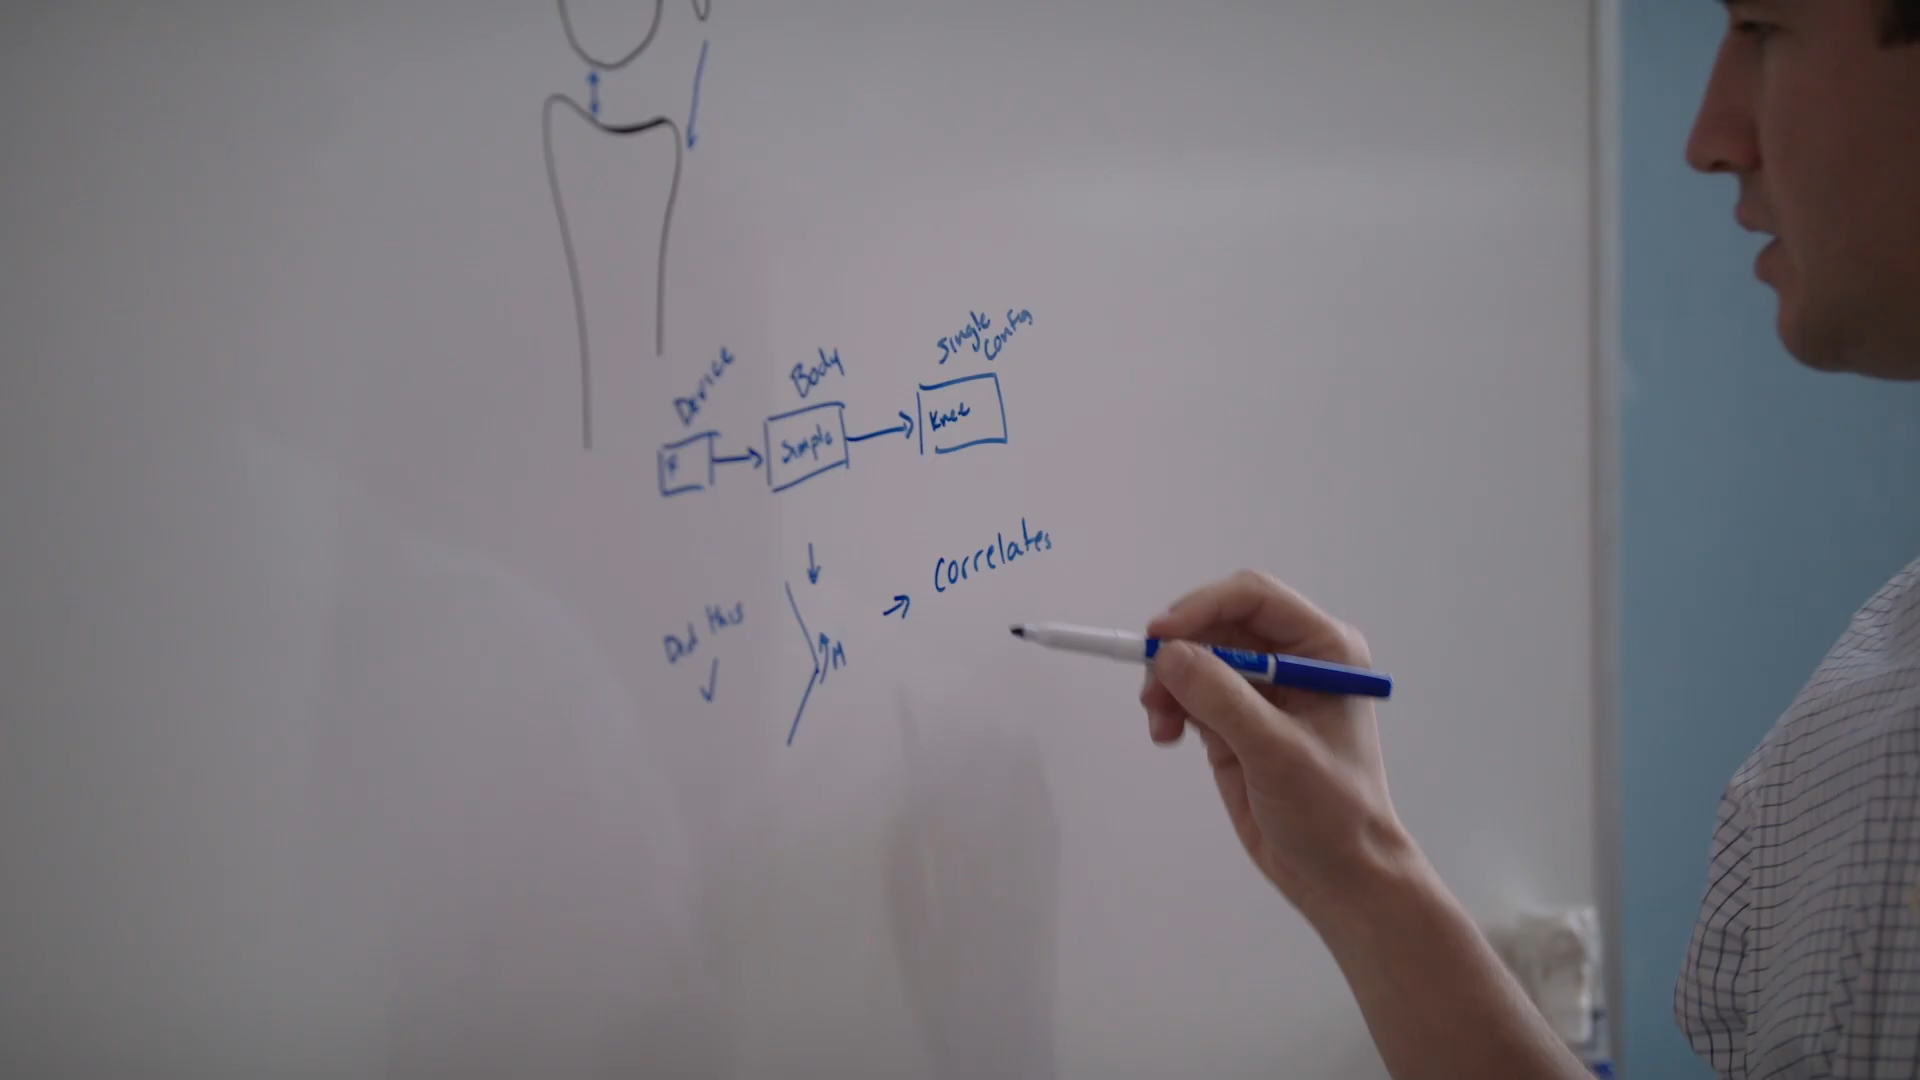 Single
Config
Body
Device
Knee
Simple
Correlates
Did this
M